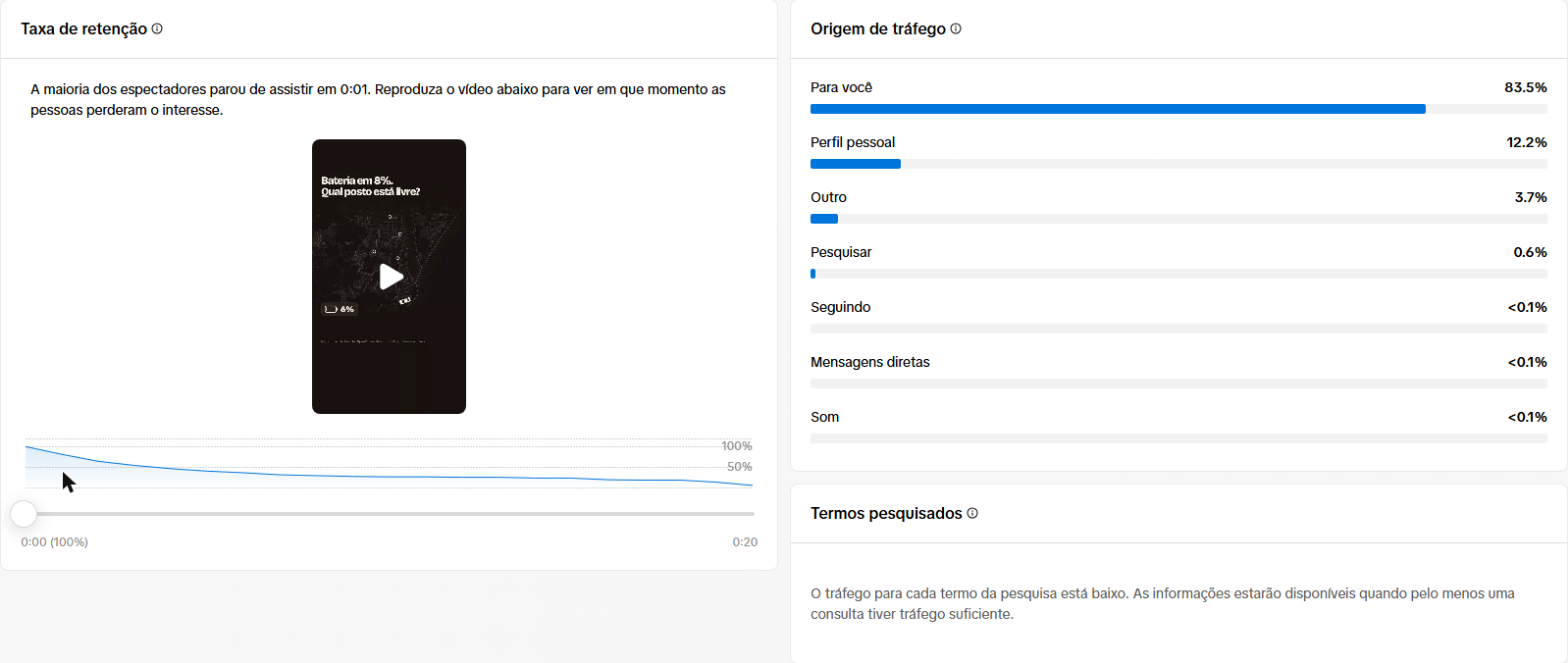 Taxa de retenção
A maioria dos espectadores parou de assistir em 0:01. Reproduza o vídeo abaixo para ver em que momento as
pessoas perderam o interesse.
Bateria em 8%.
Qual posto está livre?
8%
100%
50%
0:00 (100%)
0:20
Origem de tráfego
Para você
83.5%
Perfil pessoal
12.2%
Outro
3.7%
Pesquisar
0.6%
Seguindo
<0.1%
Mensagens diretas
<0.1%
Som
<0.1%
Termos pesquisados
O tráfego para cada termo da pesquisa está baixo. As informações estarão disponíveis quando pelo menos uma
consulta tiver tráfego suficiente.